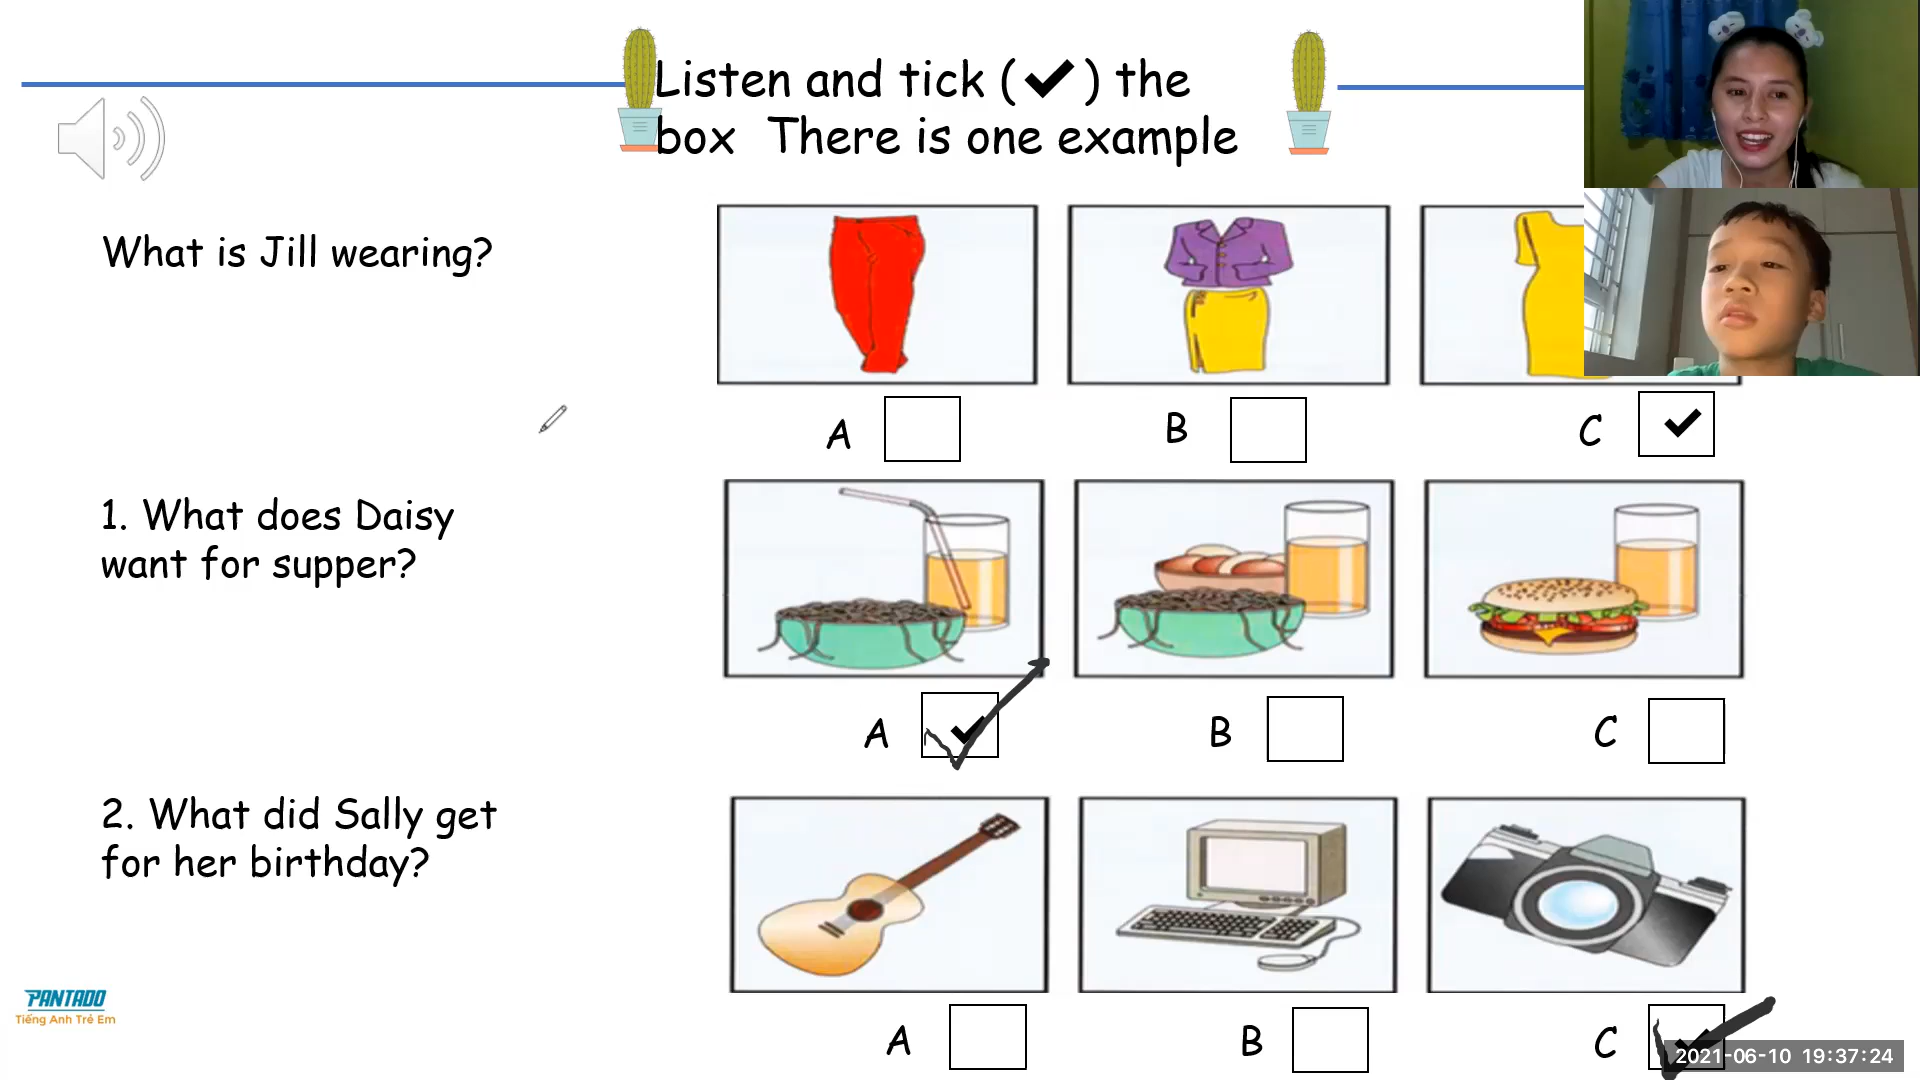 Listen and tick (✔) the
box There is one example
What is Jill wearing?
A
B
C
1. What does Daisy
want for supper?
A
B
C
2. What did Sally get
for her birthday?
A
B
C
PANTADO
Tiếng Anh Trẻ Em
2021-06-10 19:37:24